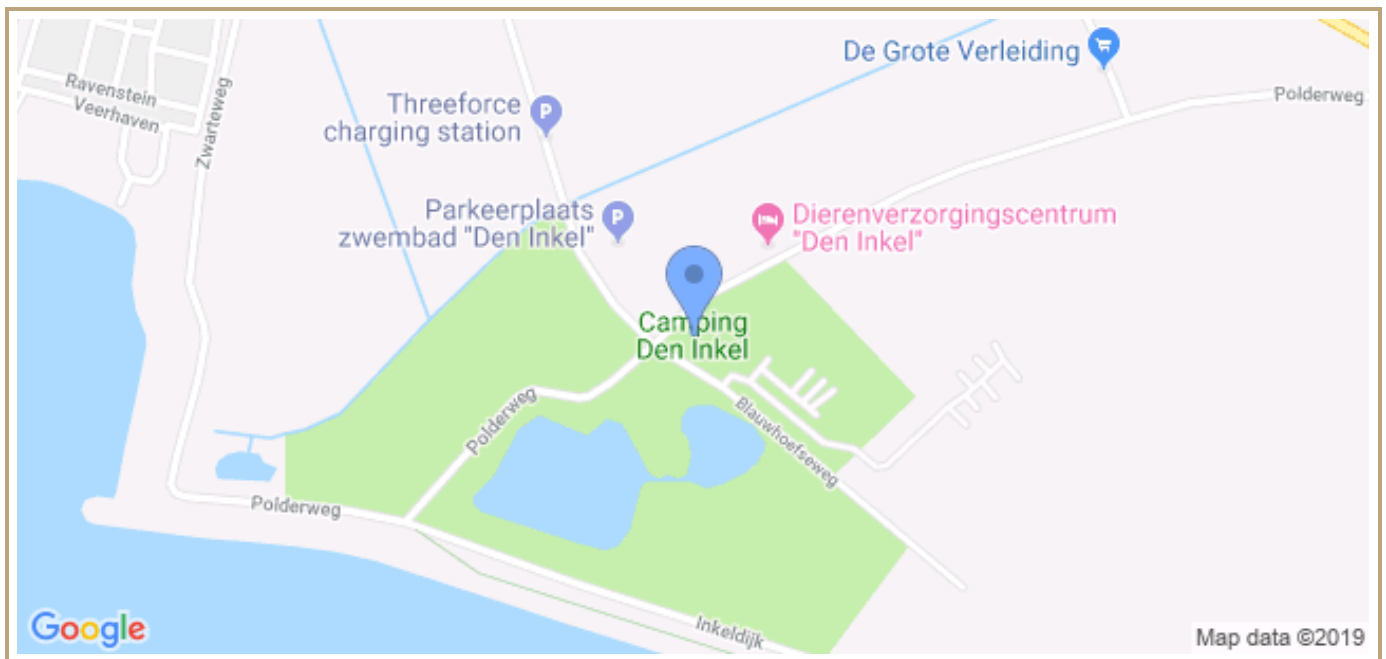 De Grote Verleiding
Polderweg
Ravenstein
Veerhaven
Zwarteweg
Threeforce
charging station
Parkeerplaats
zwembad "Den Inkel"
Dierenverzorgingscentrum
"Den Inkel"
Camping
Den Inkel
Polderweg
Blauwhoefseweg
Polderweg
Inkeldijk
Google
Map data ©2019